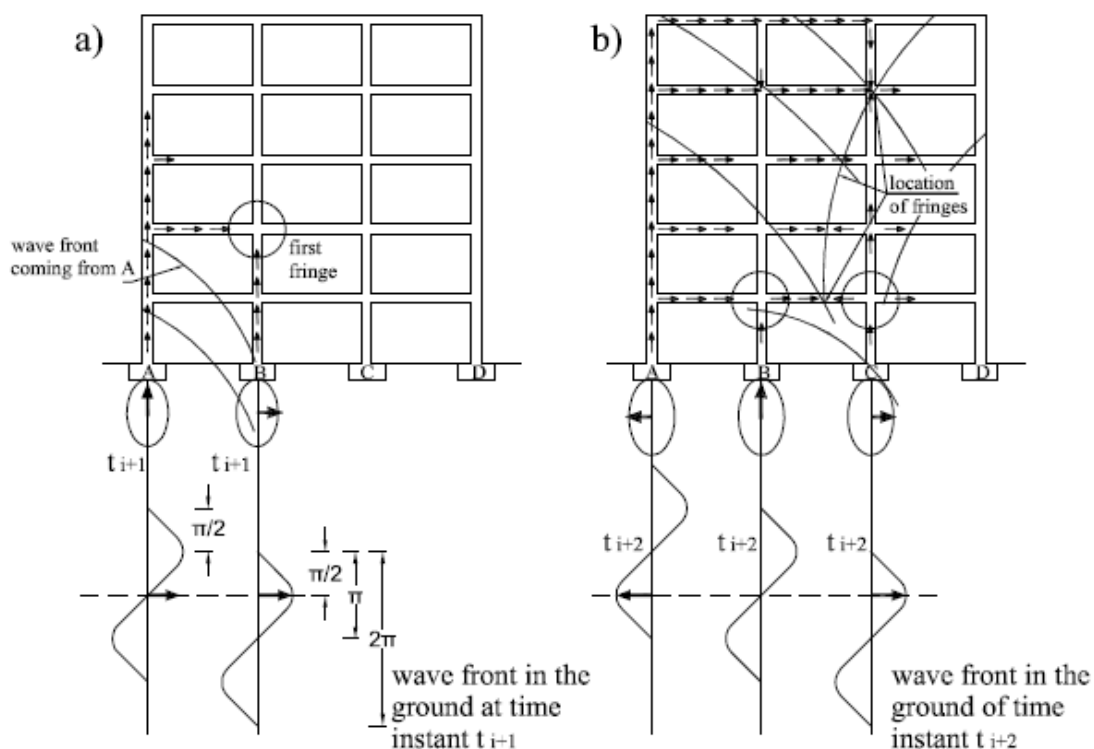 a)
wave front
coming from A
first
fringe
A
B
C
D
t i+1
t i+1
π/2
π/2
π
2π
wave front in the
ground at time
instant t i+1
b)
location
of fringes
A
B
C
D
t i+2
t i+2
t i+2
wave front in the
ground of time
instant t i+2